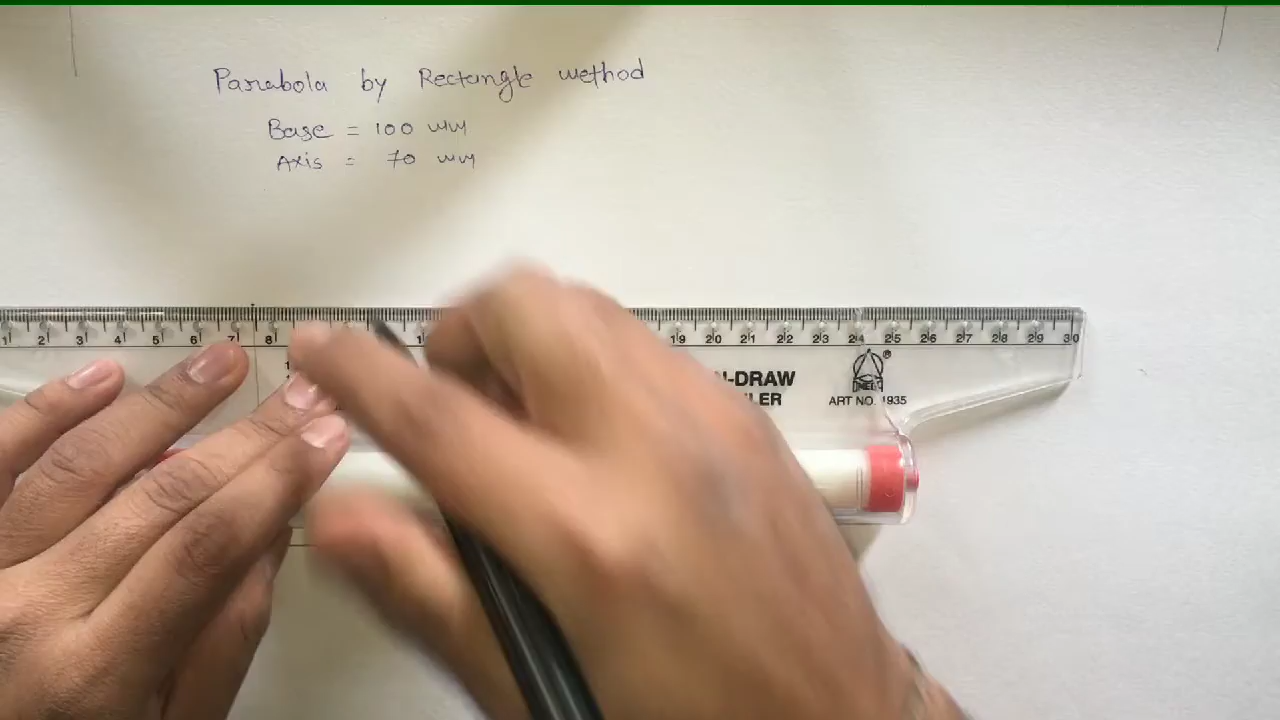 Parabola by Rectangle method
Base = 100 mm
Axis = 70 mm
1 2 3 4 5 6 7 8 19 20 21 22 23 24 25 26 27 28 29 30
N-DRAW
LER
ART NO. 1935
®